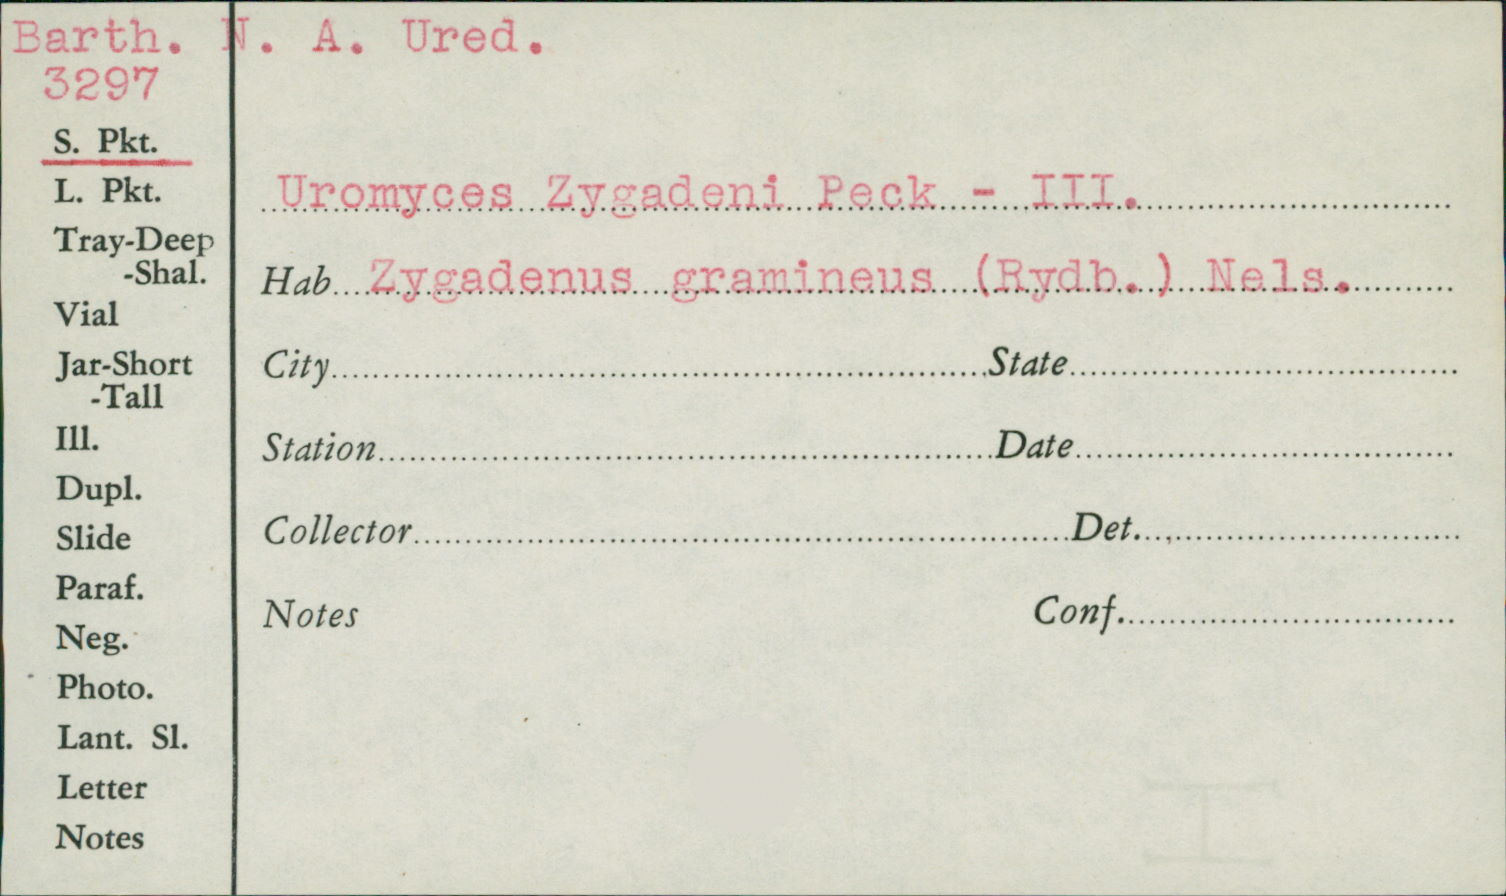 Barth. N. A. Ured.
3297
S. Pkt.
L. Pkt.
Tray-Deep
-Shal.
Vial
Jar-Short
-Tall
Ill.
Dupl.
Slide
Paraf.
Neg.
Photo.
Lant. Sl.
Letter
Notes
Uromyces Zygadeni Peck - III.
Hab Zygadenus gramineus (Rydb.) Nels.
City State
Station Date
Collector Det.
Notes Conf.